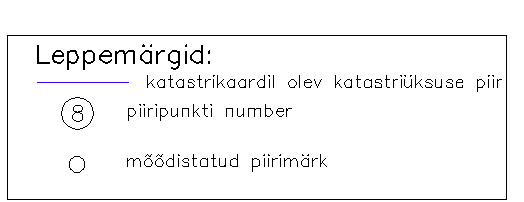 Leppemärgid:
katastrikaardil olev katastriüksuse piir
8 piiripunkti number
mõõdistatud piirimärk